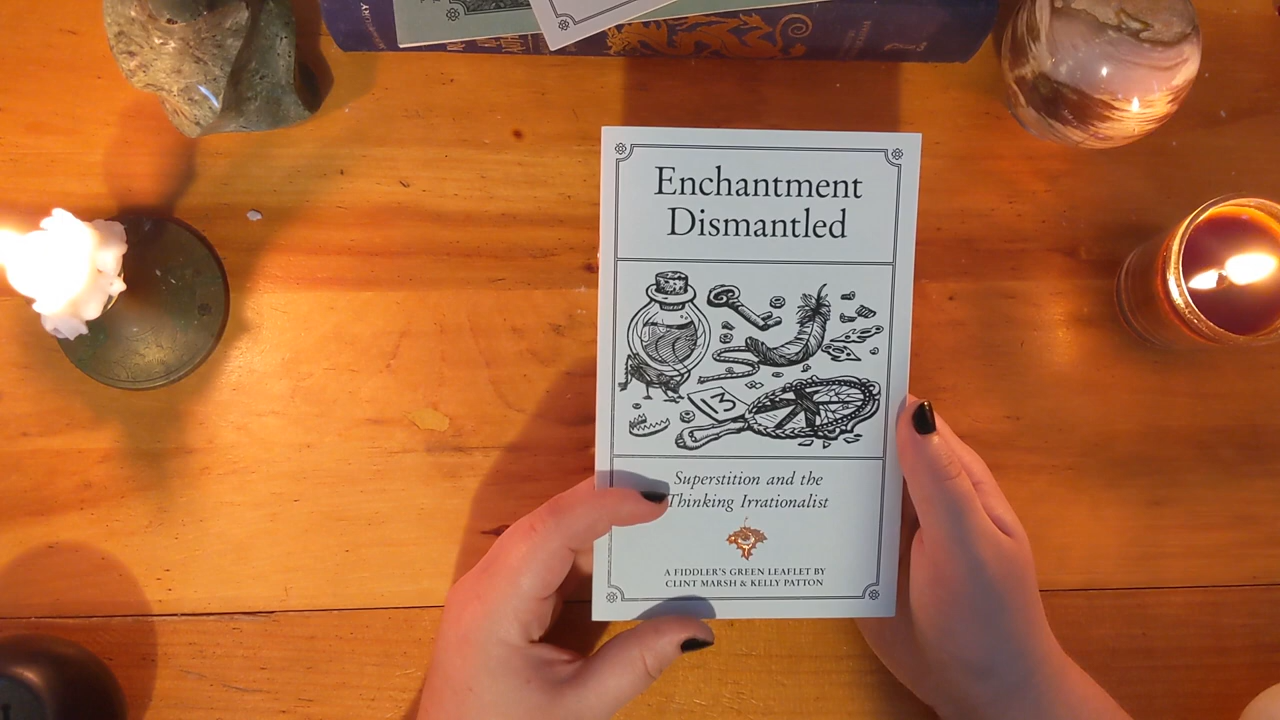 Enchantment
Dismantled
13
Superstition and the
Thinking Irrationalist
A FIDDLER'S GREEN LEAFLET BY
CLINT MARSH & KELLY PATTON